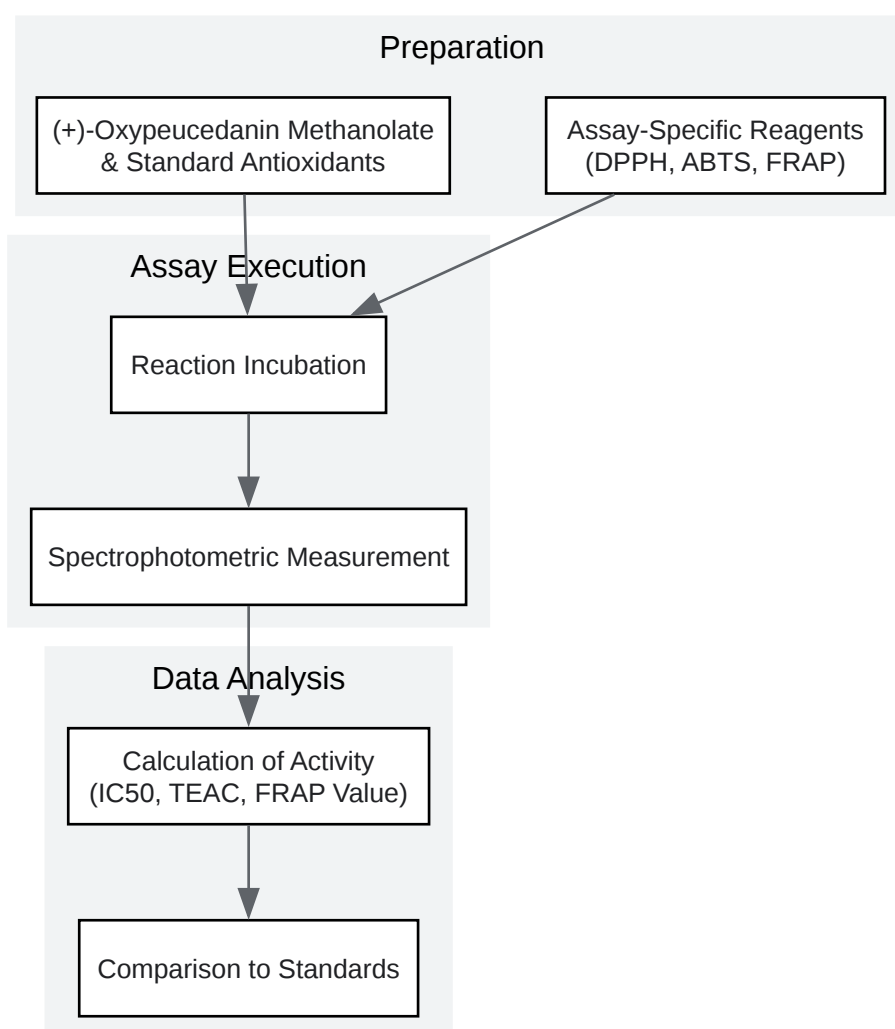 Preparation
(+)-Oxypeucedanin Methanolate
& Standard Antioxidants
Assay-Specific Reagents
(DPPH, ABTS, FRAP)
Assay Execution
Reaction Incubation
Spectrophotometric Measurement
Data Analysis
Calculation of Activity
(IC50, TEAC, FRAP Value)
Comparison to Standards